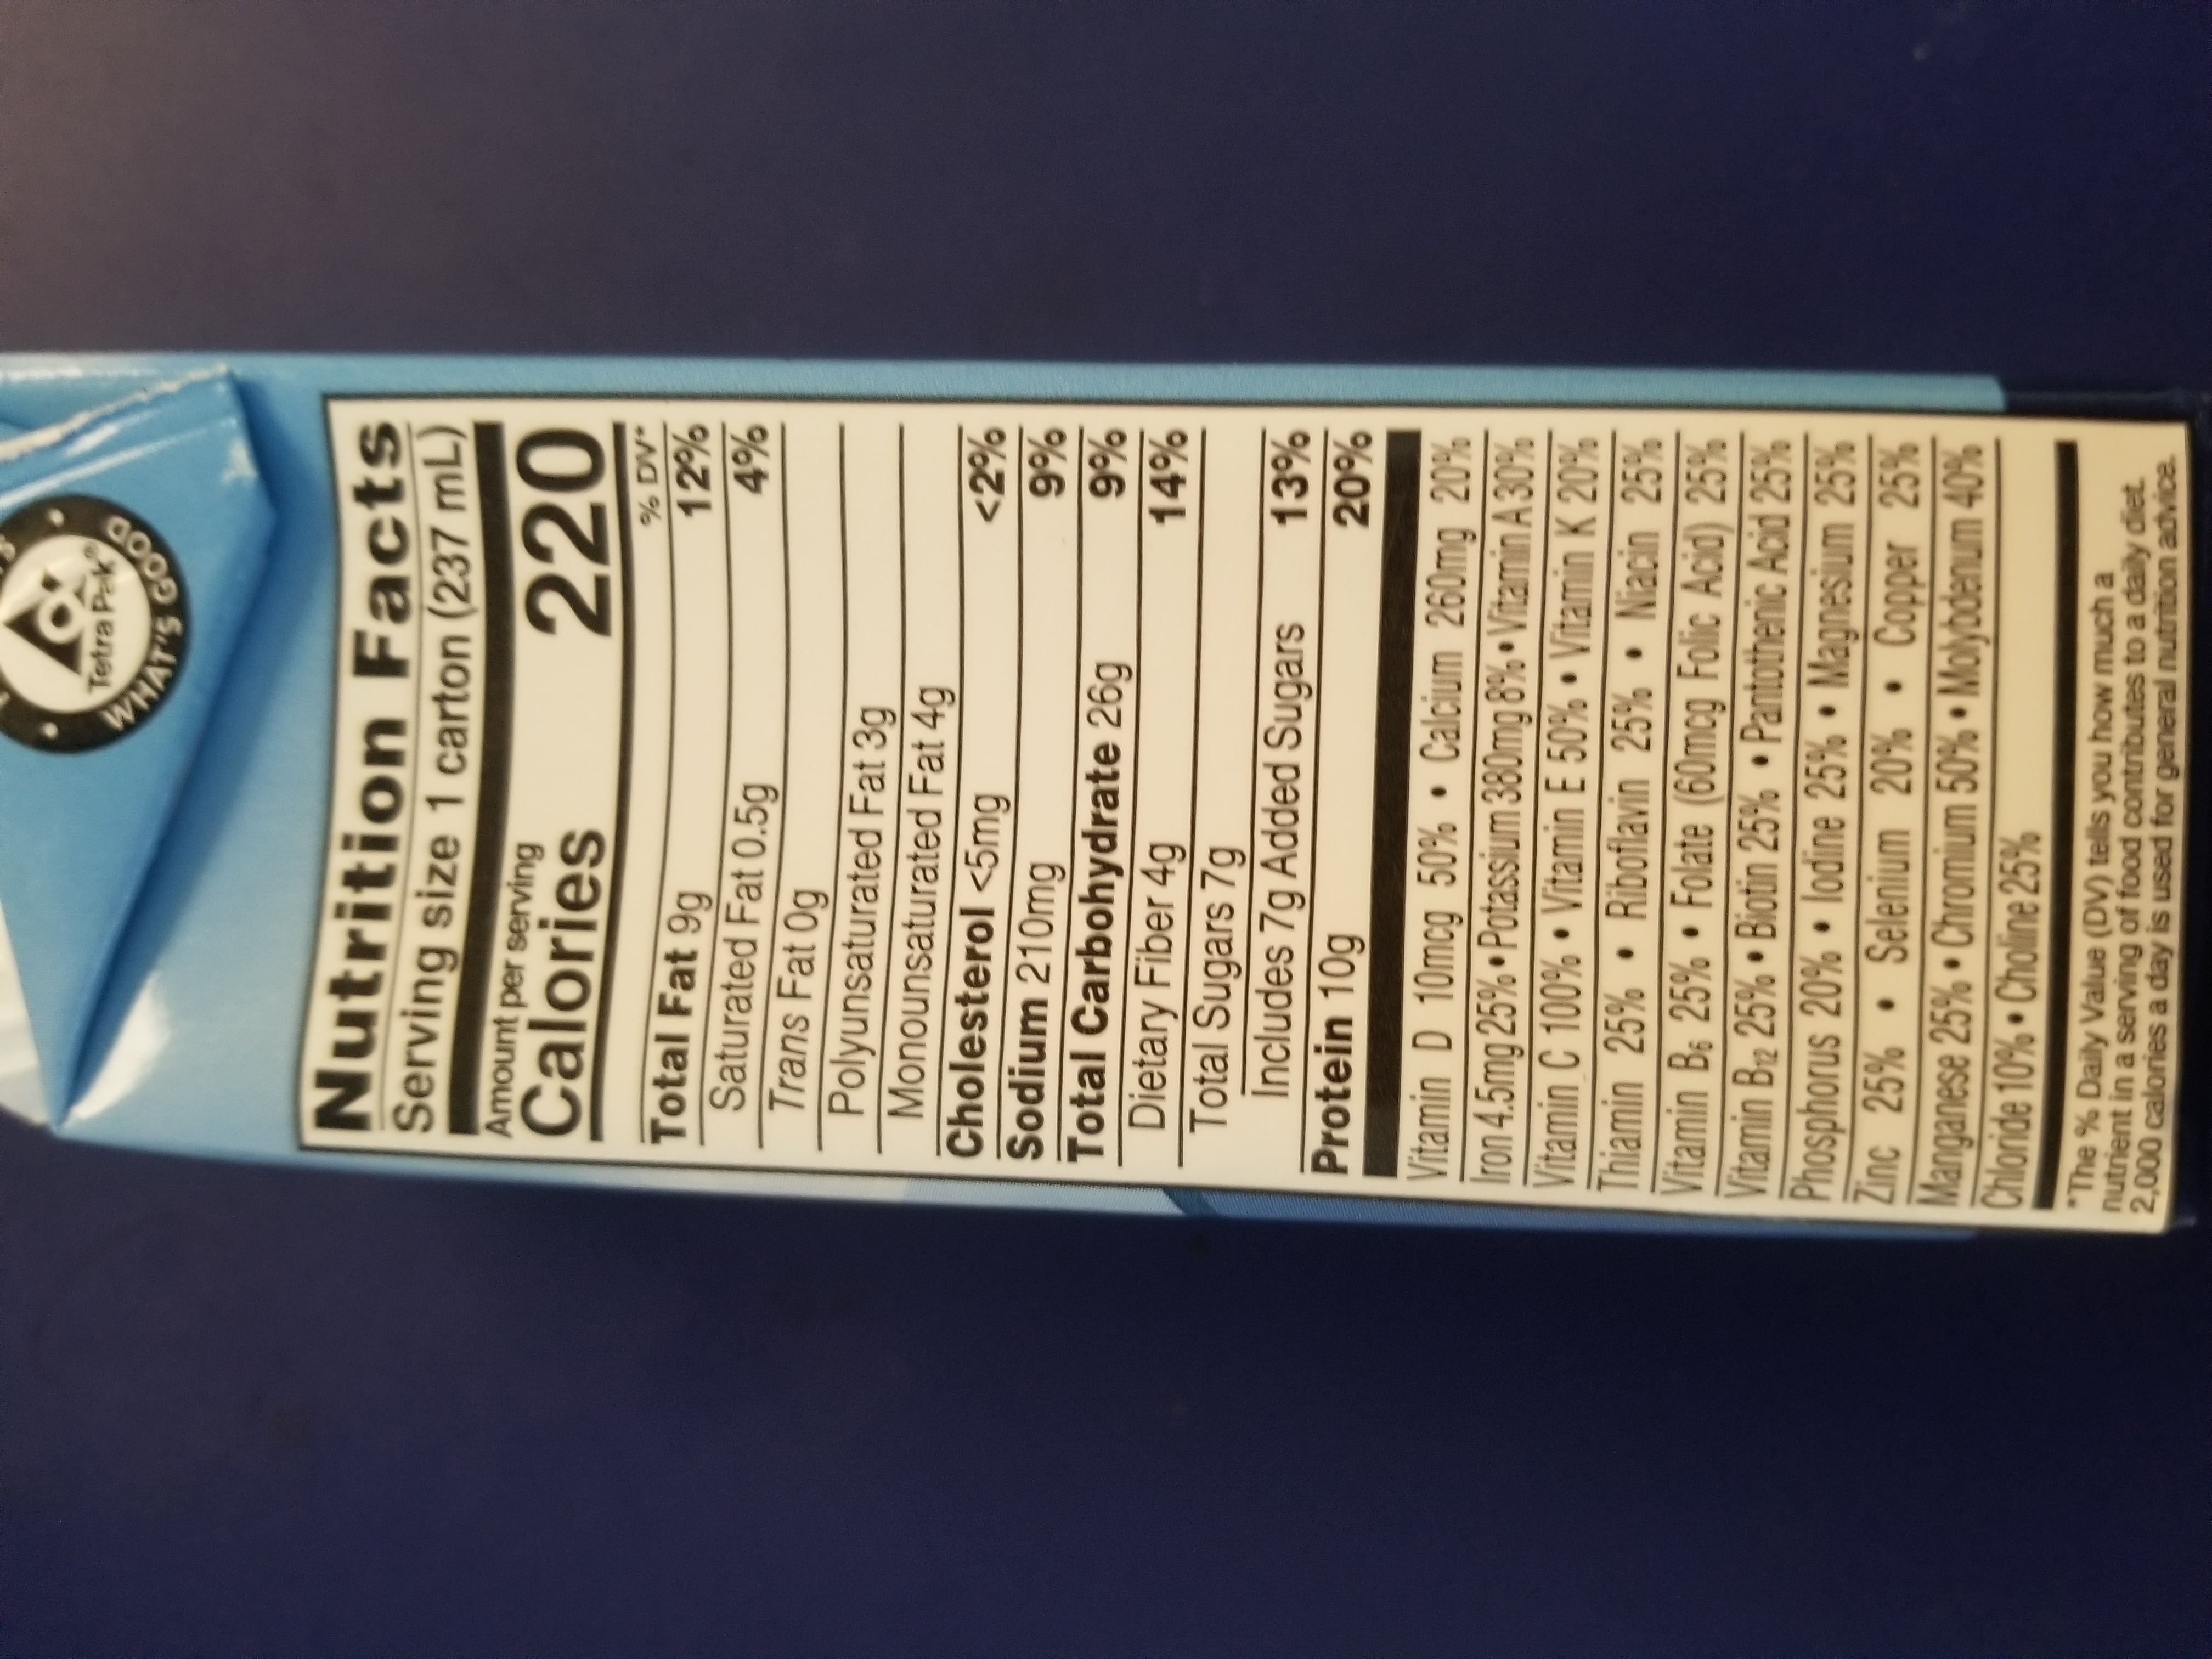 Tetra Pak®
WHAT'S GOOD
Nutrition Facts
Serving size 1 carton (237 mL)
Amount per serving
Calories 220
% DV*
Total Fat 9g 12%
Saturated Fat 0.5g 4%
Trans Fat 0g
Polyunsaturated Fat 3g
Monounsaturated Fat 4g
Cholesterol <5mg <2%
Sodium 210mg 9%
Total Carbohydrate 26g 9%
Dietary Fiber 4g 14%
Total Sugars 7g
Includes 7g Added Sugars 13%
Protein 10g 20%
Vitamin D 10mcg 50% • Calcium 260mg 20%
Iron 4.5mg 25% • Potassium 380mg 8% • Vitamin A 30%
Vitamin C 100% • Vitamin E 50% • Vitamin K 20%
Thiamin 25% • Riboflavin 25% • Niacin 25%
Vitamin B6 25% • Folate (60mcg Folic Acid) 25%
Vitamin B12 25% • Biotin 25% • Pantothenic Acid 25%
Phosphorus 20% • Iodine 25% • Magnesium 25%
Zinc 25% • Selenium 20% • Copper 25%
Manganese 25% • Chromium 50% • Molybdenum 40%
Chloride 10% • Choline 25%
*The % Daily Value (DV) tells you how much a
nutrient in a serving of food contributes to a daily diet.
2,000 calories a day is used for general nutrition advice.